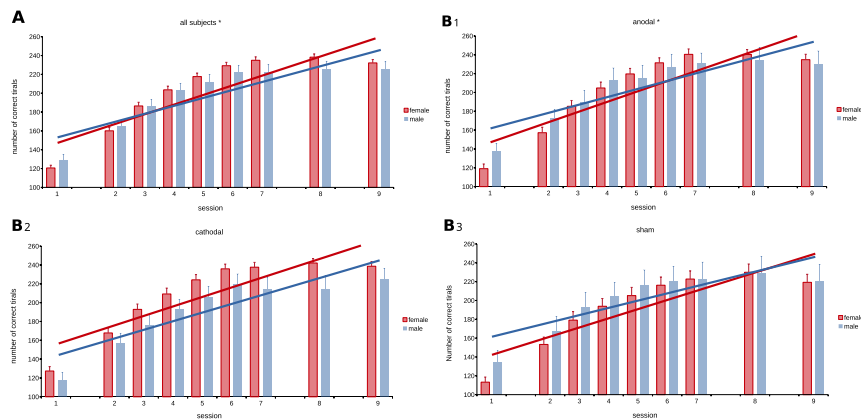 A
all subjects *
number of correct tirals
260
240
220
200
180
160
140
120
100
1 2 3 4 5 6 7 8 9
session
female
male
B1
anodal *
number of correct tirals
260
240
220
200
180
160
140
120
100
1 2 3 4 5 6 7 8 9
session
female
male
B2
cathodal
number of correct tirals
260
240
220
200
180
160
140
120
100
1 2 3 4 5 6 7 8 9
session
female
male
B3
sham
Number of correct tirals
260
240
220
200
180
160
140
120
100
1 2 3 4 5 6 7 8 9
session
female
male